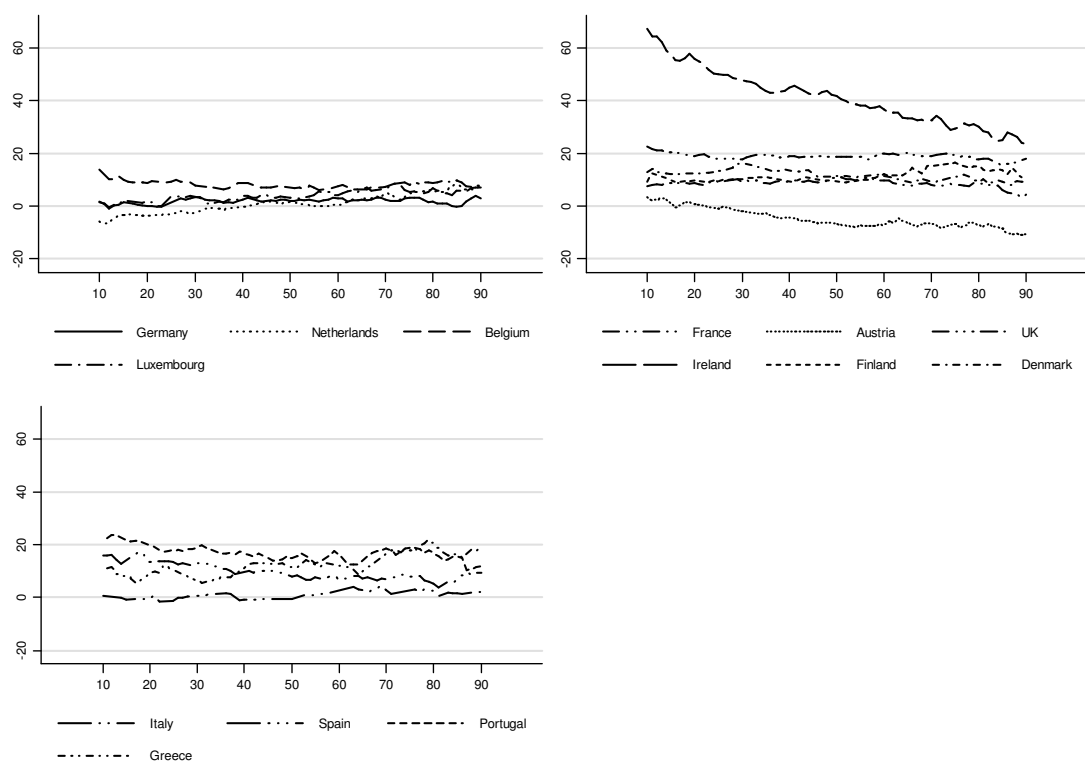 60
40
20
0
-20
10 20 30 40 50 60 70 80 90
Germany Netherlands Belgium
Luxembourg
60
40
20
0
-20
10 20 30 40 50 60 70 80 90
France Austria UK
Ireland Finland Denmark
60
40
20
0
-20
10 20 30 40 50 60 70 80 90
Italy Spain Portugal
Greece